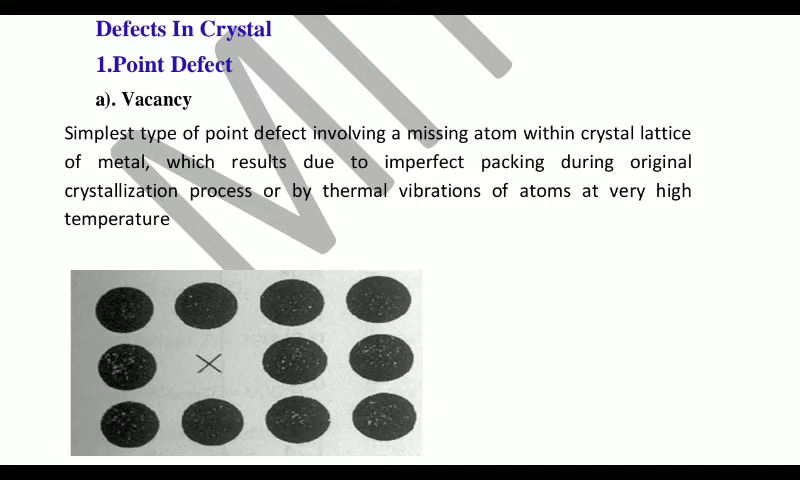 Defects In Crystal
1.Point Defect
a). Vacancy
Simplest type of point defect involving a missing atom within crystal lattice
of metal, which results due to imperfect packing during original
crystallization process or by thermal vibrations of atoms at very high
temperature